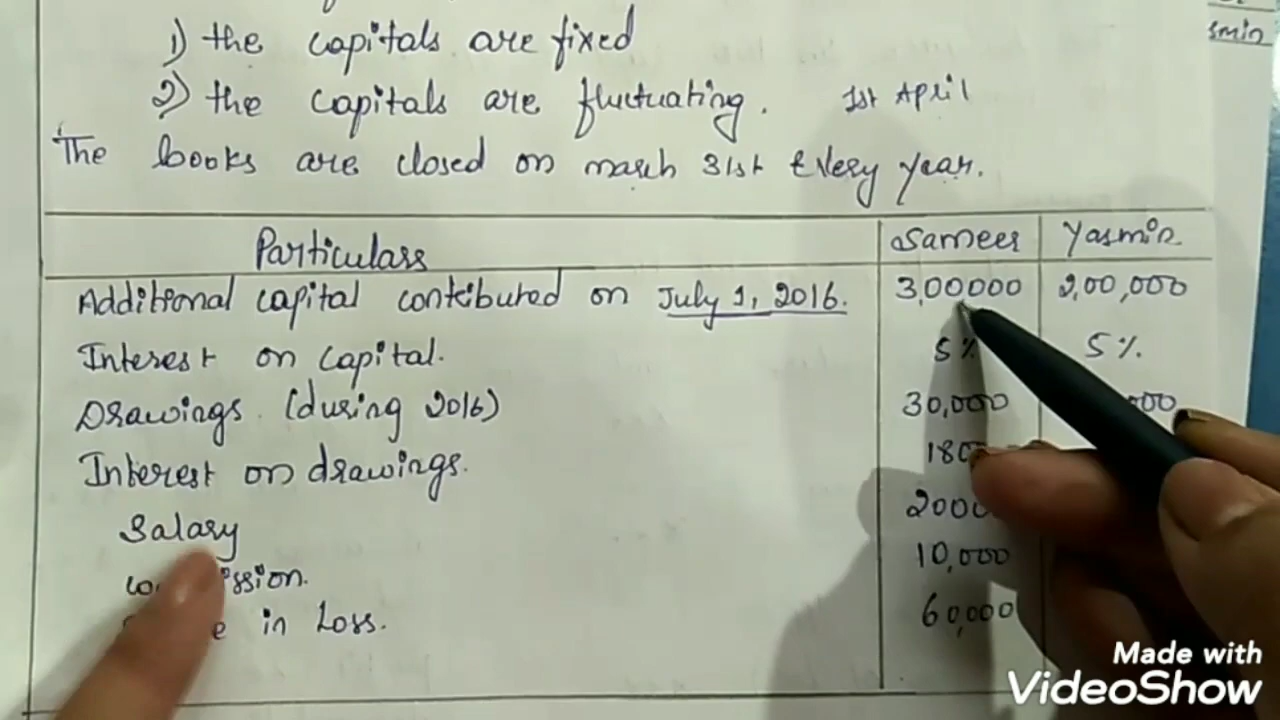 smin
1) the capitals are fixed
2) the capitals are fluctuating. 1st April
The books are closed on march 31st Every year.
Particulars Sameer Yasmin
Additional capital contributed on July 1, 2016. 3,00000 2,00,000
Interest on capital. 5% 5%.
Drawings. (during 2016) 30,000
Interest on drawings.
Salary
10,000
in Loss. 60,000
Made with
VideoShow